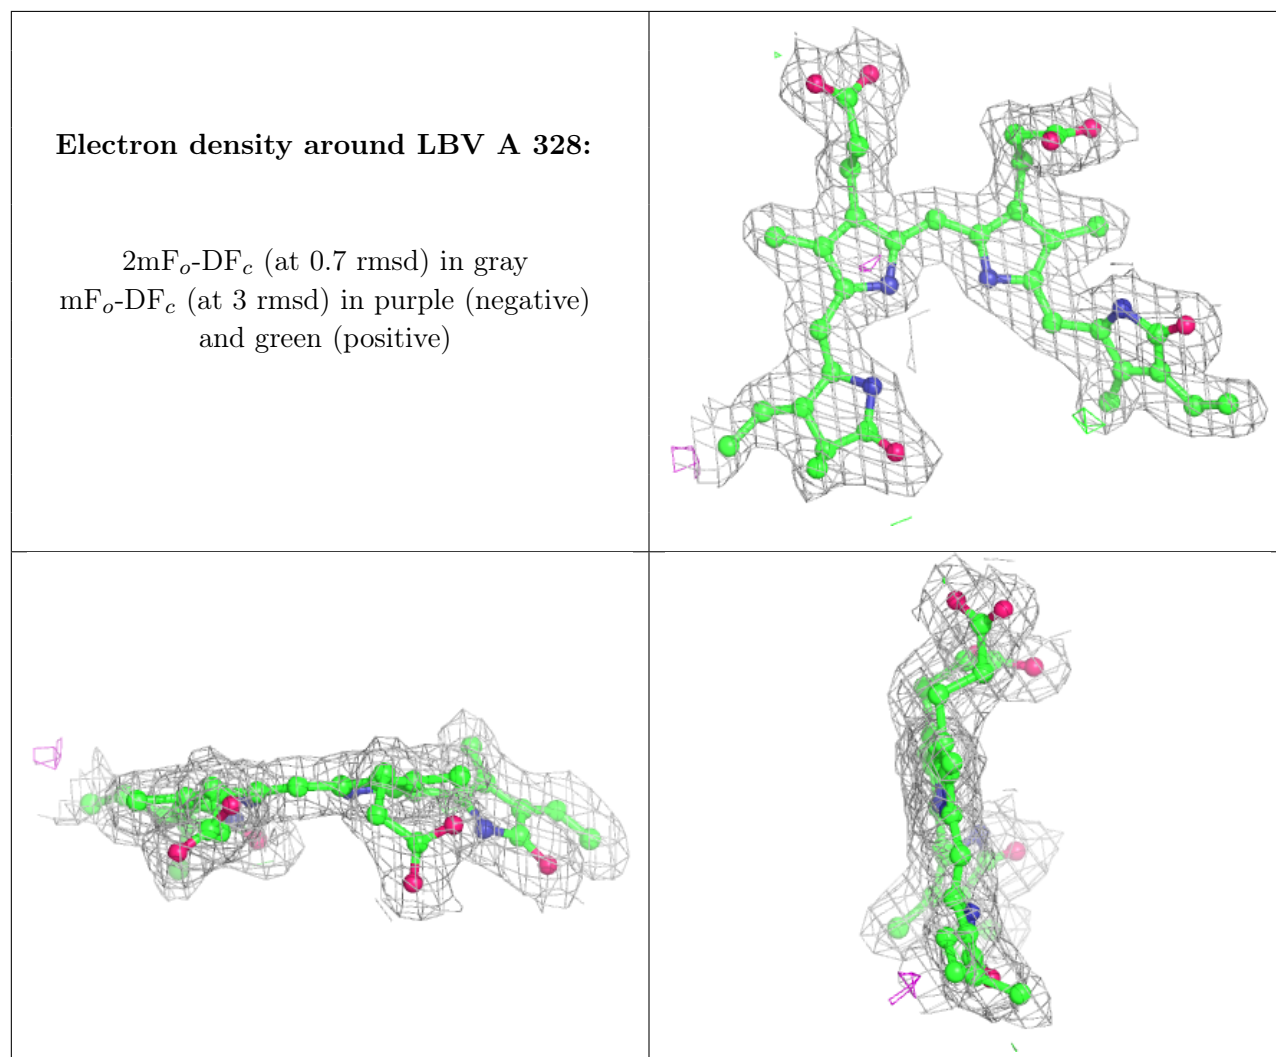 Electron density around LBV A 328:
2mFo-DFc (at 0.7 rmsd) in gray
mFo-DFc (at 3 rmsd) in purple (negative)
and green (positive)